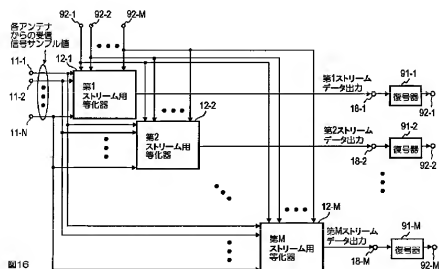 各アンテナ
からの受信
信号サンプル値
92-1 92-2 92-M
11-1
11-2
11-N
12-1
第1
ストリーム用
等化器
第1ストリーム
データ出力
18-1
91-1
復号器
92-1
12-2
第2
ストリーム用
等化器
第2ストリーム
データ出力
18-2
91-2
復号器
92-2
12-M
第M
ストリーム用
等化器
第Mストリーム
データ出力
18-M
91-M
復号器
92-M
図16